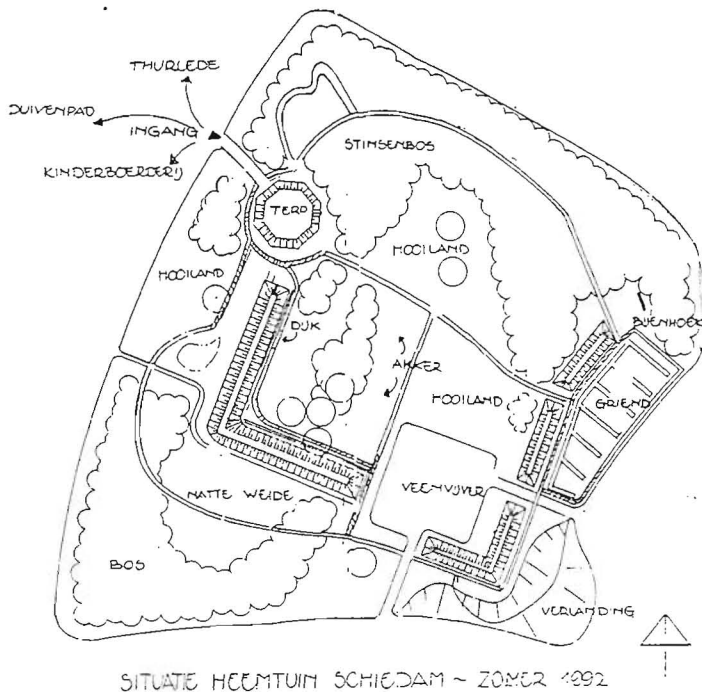 THURLEDE
DUIVENPAD
INGANG
KINDERBOERDERIJ
STINSENBOS
TERP
HOOILAND
HOOILAND
BIJENHOEK
DIJK
AKKER
HOOILAND
GRIEND
NATTE WEIDE
VEENVIJVER
BOS
VERLANDING
SITUATIE HEEMTUIN SCHIEDAM ~ ZOMER 1992